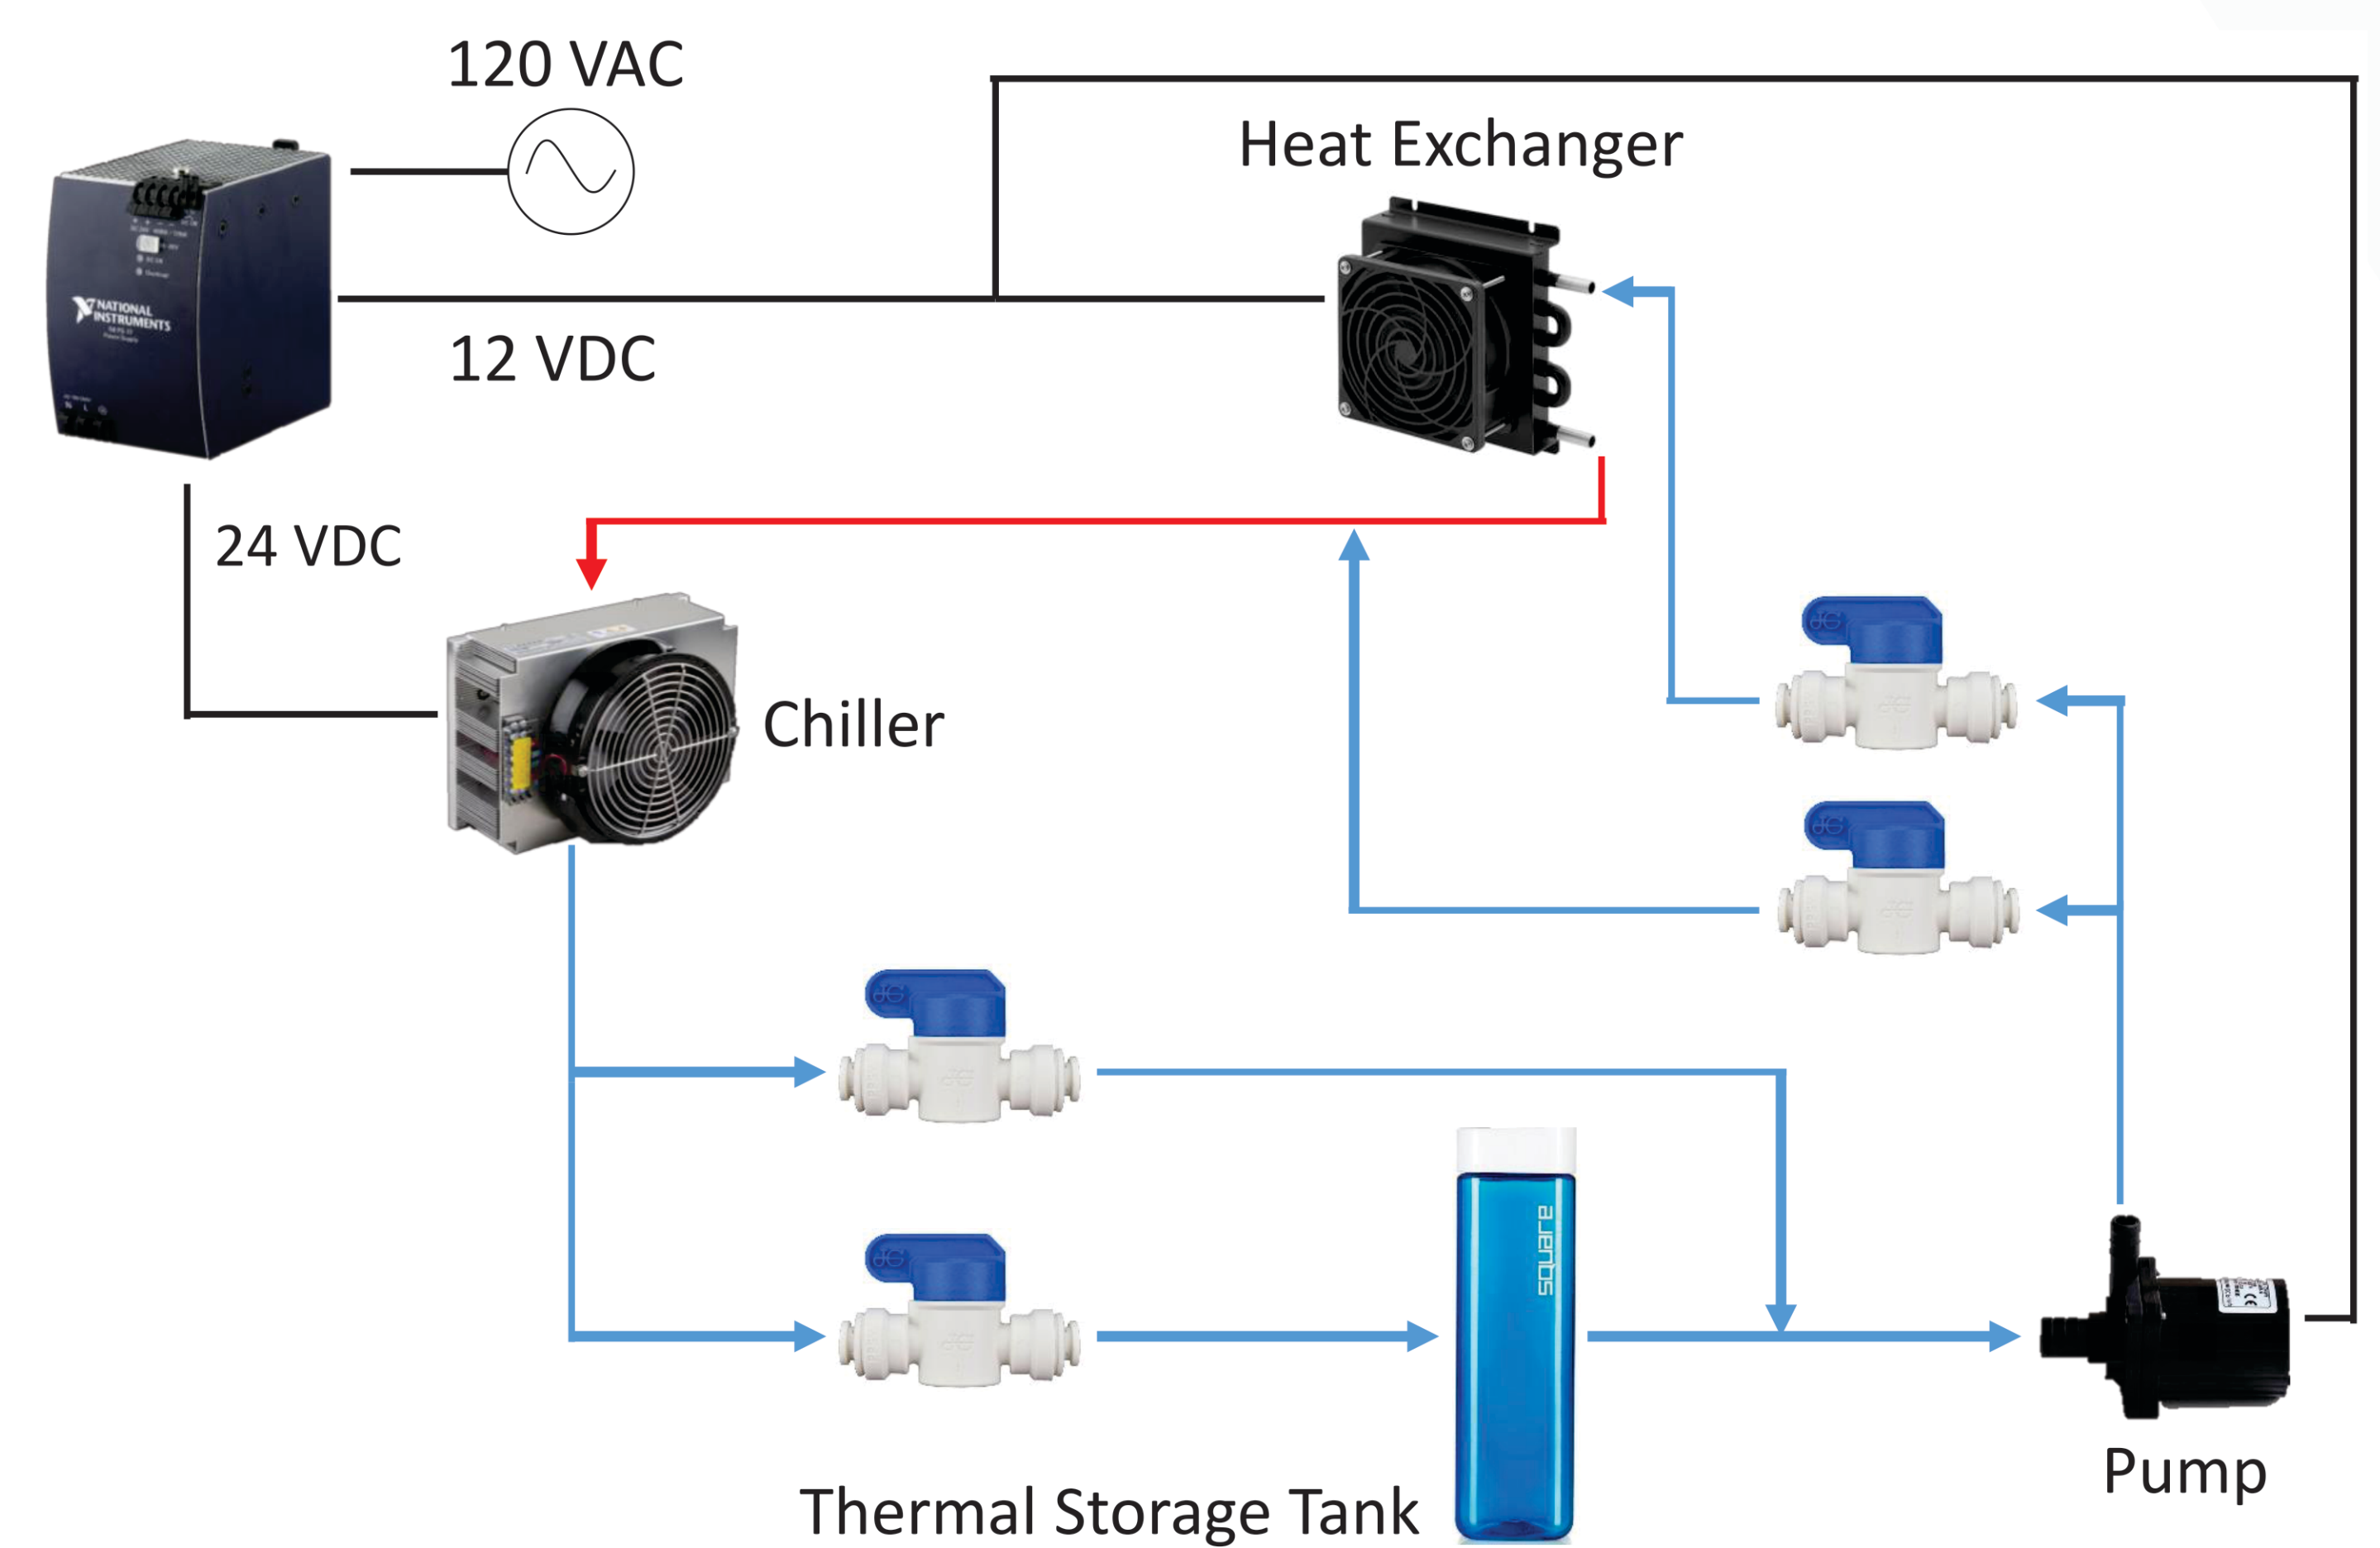 120 VAC
Heat Exchanger
NATIONAL
INSTRUMENTS
12 VDC
24 VDC
Chiller
square
Thermal Storage Tank
Pump